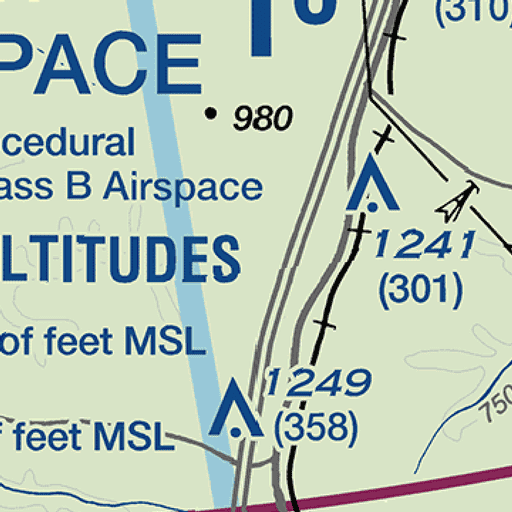 (310)
PACE
980
cedural
ass B Airspace
1241
LTITUDES
(301)
of feet MSL
1249
(358)
feet MSL
750